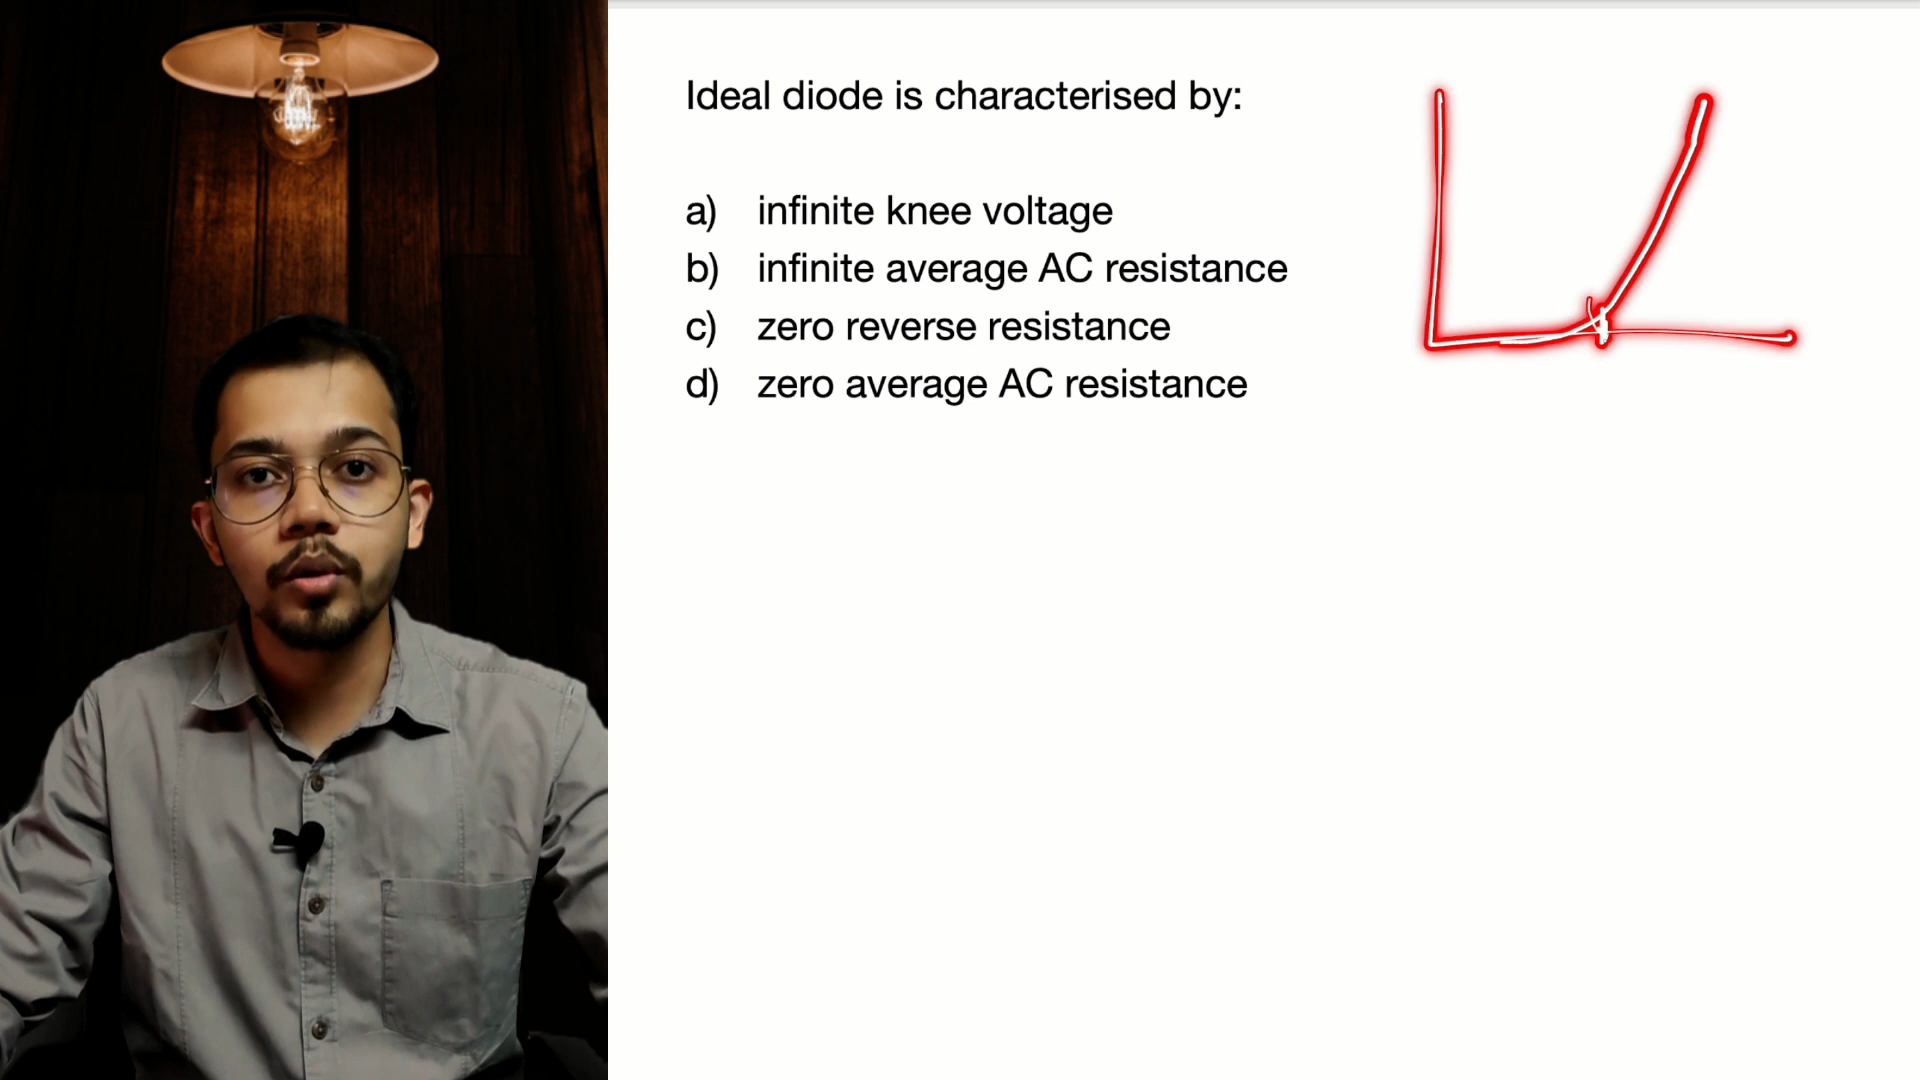 Ideal diode is characterised by:
a) infinite knee voltage
b) infinite average AC resistance
c) zero reverse resistance
d) zero average AC resistance